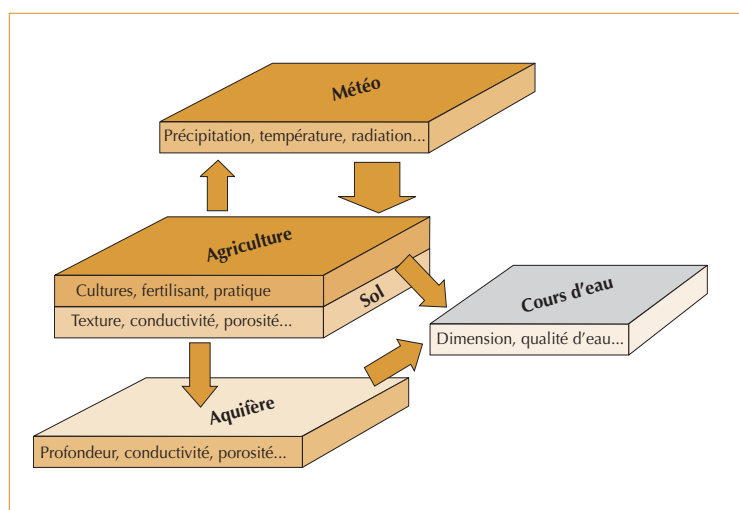 Météo
Précipitation, température, radiation...
Agriculture
Cultures, fertilisant, pratique
Sol
Texture, conductivité, porosité...
Cours d'eau
Dimension, qualité d'eau...
Aquifère
Profondeur, conductivité, porosité...